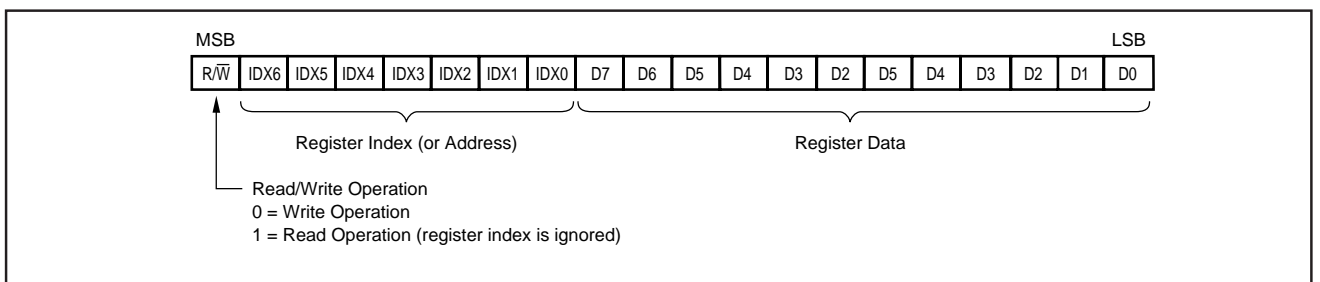 MSB LSB
R/W̅ IDX6 IDX5 IDX4 IDX3 IDX2 IDX1 IDX0 D7 D6 D5 D4 D3 D2 D5 D4 D3 D2 D1 D0
Register Index (or Address) Register Data
Read/Write Operation
0 = Write Operation
1 = Read Operation (register index is ignored)